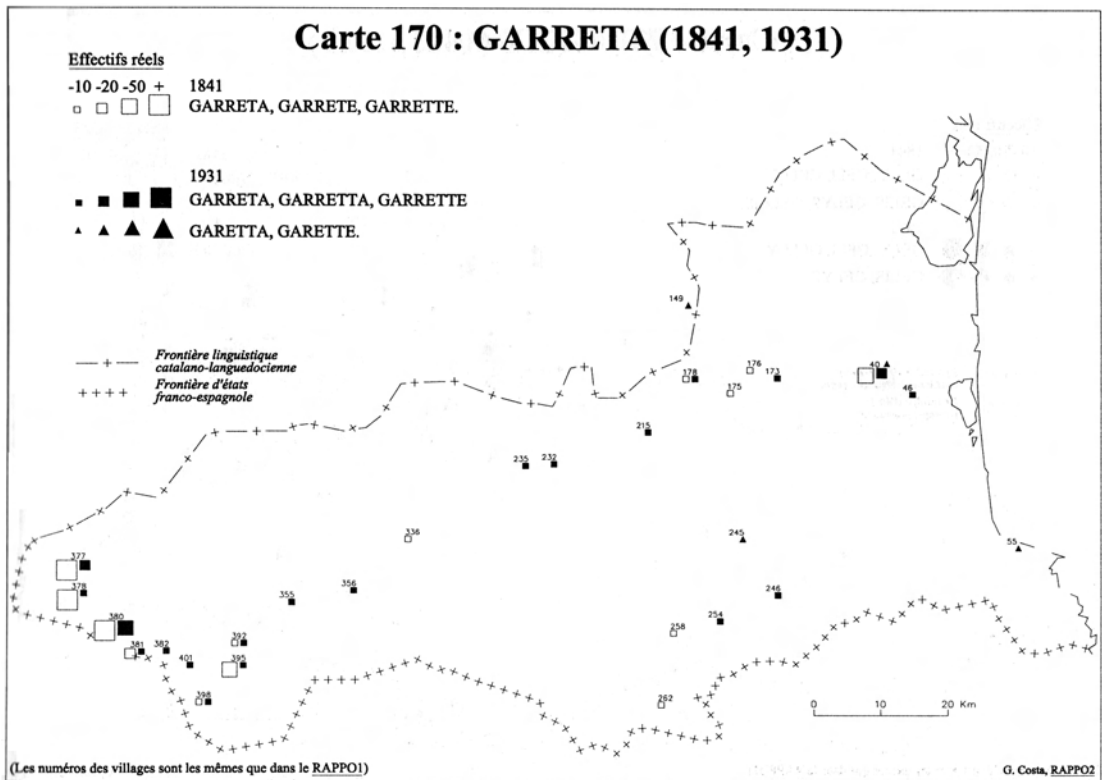 Carte 170 : GARRETA (1841, 1931)
Effectifs réels
-10 -20 -50 +
1841
GARRETA, GARRETE, GARRETTE.
1931
GARRETA, GARRETTA, GARRETTE
GARETTA, GARETTE.
Frontière linguistique
catalano-languedocienne
Frontière d'états
franco-espagnole
149
176
178
175
173
40
46
215
235
232
336
245
55
377
378
356
355
246
380
254
258
381
382
392
401
395
398
262
0 10 20 Km
(Les numéros des villages sont les mêmes que dans le RAPPO1)
G. Costa, RAPPO2